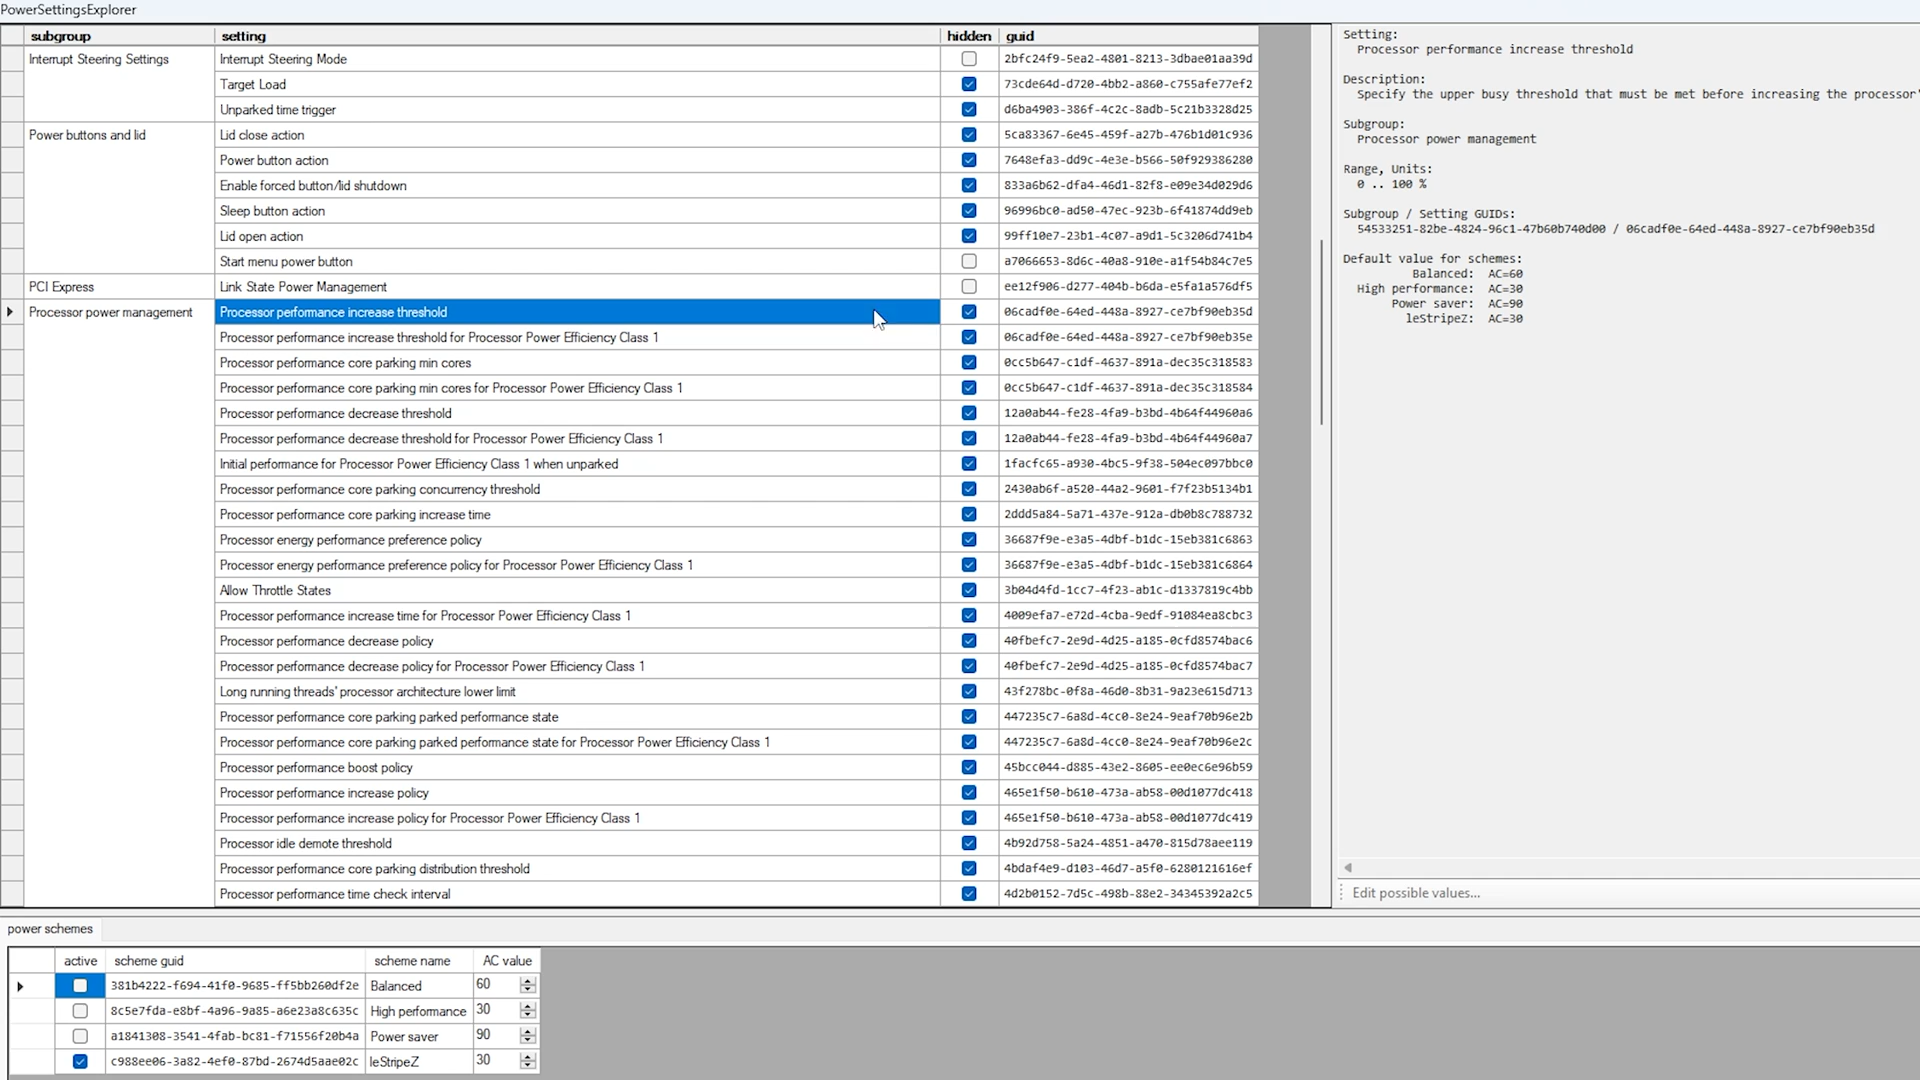 PowerSettingsExplorer
subgroup setting hidden guid
Interrupt Steering Settings Interrupt Steering Mode 2bfc24f9-5ea2-4801-8213-3dbae01aa39d
Target Load 73cde64d-d720-4bb2-a860-c755afe77ef2
Unparked time trigger d6ba4903-386f-4c2c-8adb-5c21b3328d25
Power buttons and lid Lid close action 5ca83367-6e45-459f-a27b-476b1d01c936
Power button action 7648efa3-dd9c-4e3e-b566-50f929386280
Enable forced button/lid shutdown 833a6b62-dfa4-46d1-82f8-e09e34d029d6
Sleep button action 96996bc0-ad50-47ec-923b-6f41874dd9eb
Lid open action 99ff10e7-23b1-4c07-a9d1-5c3206d741b4
Start menu power button a7066653-8d6c-40a8-910e-a1f54b84c7e5
PCI Express Link State Power Management ee12f906-d277-404b-b6da-e5fa1a576df5
Processor power management Processor performance increase threshold 06cadf0e-64ed-448a-8927-ce7bf90eb35d
Processor performance increase threshold for Processor Power Efficiency Class 1 06cadf0e-64ed-448a-8927-ce7bf90eb35e
Processor performance core parking min cores 0cc5b647-c1df-4637-891a-dec35c318583
Processor performance core parking min cores for Processor Power Efficiency Class 1 0cc5b647-c1df-4637-891a-dec35c318584
Processor performance decrease threshold 12a0ab44-fe28-4fa9-b3bd-4b64f44960a6
Processor performance decrease threshold for Processor Power Efficiency Class 1 12a0ab44-fe28-4fa9-b3bd-4b64f44960a7
Initial performance for Processor Power Efficiency Class 1 when unparked 1facfc65-a930-4bc5-9f38-504ec097bbc0
Processor performance core parking concurrency threshold 2430ab6f-a520-44a2-9601-f7f23b5134b1
Processor performance core parking increase time 2ddd5a84-5a71-437e-912a-db0b8c788732
Processor energy performance preference policy 36687f9e-e3a5-4dbf-b1dc-15eb381c6863
Processor energy performance preference policy for Processor Power Efficiency Class 1 36687f9e-e3a5-4dbf-b1dc-15eb381c6864
Allow Throttle States 3b04d4fd-1cc7-4f23-ab1c-d1337819c4bb
Processor performance increase time for Processor Power Efficiency Class 1 4009efa7-e72d-4cba-9edf-91084ea8cbc3
Processor performance decrease policy 40fbefc7-2e9d-4d25-a185-0cfd8574bac6
Processor performance decrease policy for Processor Power Efficiency Class 1 40fbefc7-2e9d-4d25-a185-0cfd8574bac7
Long running threads' processor architecture lower limit 43f278bc-0f8a-46d0-8b31-9a23e615d713
Processor performance core parking parked performance state 447235c7-6a8d-4cc0-8e24-9eaf70b96e2b
Processor performance core parking parked performance state for Processor Power Efficiency Class 1 447235c7-6a8d-4cc0-8e24-9eaf70b96e2c
Processor performance boost policy 45bcc044-d885-43e2-8605-ee0ec6e96b59
Processor performance increase policy 465e1f50-b610-473a-ab58-00d1077dc418
Processor performance increase policy for Processor Power Efficiency Class 1 465e1f50-b610-473a-ab58-00d1077dc419
Processor idle demote threshold 4b92d758-5a24-4851-a470-815d78aee119
Processor performance core parking distribution threshold 4bdaf4e9-d103-46d7-a5f0-6280121616ef
Processor performance time check interval 4d2b0152-7d5c-498b-88e2-34345392a2c5
Setting:
Processor performance increase threshold
Description:
Specify the upper busy threshold that must be met before increasing the processor'
Subgroup:
Processor power management
Range, Units:
0 .. 100 %
Subgroup / Setting GUIDs:
54533251-82be-4824-96c1-47b60b740d00 / 06cadf0e-64ed-448a-8927-ce7bf90eb35d
Default value for schemes:
Balanced: AC=60
High performance: AC=30
Power saver: AC=90
leStripeZ: AC=30
Edit possible values...
power schemes
active scheme guid scheme name AC value
381b4222-f694-41f0-9685-ff5bb260df2e Balanced 60
8c5e7fda-e8bf-4a96-9a85-a6e23a8c635c High performance 30
a1841308-3541-4fab-bc81-f71556f20b4a Power saver 90
c988ee06-3a82-4ef0-87bd-2674d5aae02c leStripeZ 30